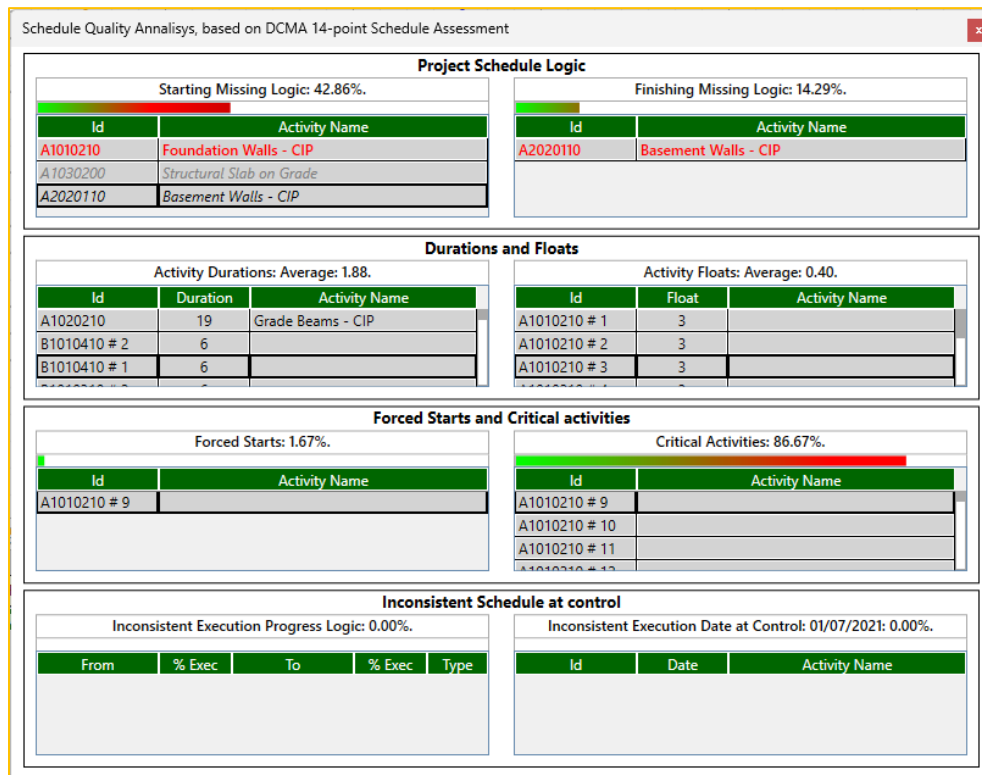 Schedule Quality Annalisys, based on DCMA 14-point Schedule Assessment
x
Project Schedule Logic
Starting Missing Logic: 42.86%.
Id Activity Name
A1010210 Foundation Walls - CIP
A1030200 Structural Slab on Grade
A2020110 Basement Walls - CIP
Finishing Missing Logic: 14.29%.
Id Activity Name
A2020110 Basement Walls - CIP
Durations and Floats
Activity Durations: Average: 1.88.
Id Duration Activity Name
A1020210 19 Grade Beams - CIP
B1010410 # 2 6
B1010410 # 1 6
Activity Floats: Average: 0.40.
Id Float Activity Name
A1010210 # 1 3
A1010210 # 2 3
A1010210 # 3 3
Forced Starts and Critical activities
Forced Starts: 1.67%.
Id Activity Name
A1010210 # 9
Critical Activities: 86.67%.
Id Activity Name
A1010210 # 9
A1010210 # 10
A1010210 # 11
Inconsistent Schedule at control
Inconsistent Execution Progress Logic: 0.00%.
From % Exec To % Exec Type
Inconsistent Execution Date at Control: 01/07/2021: 0.00%.
Id Date Activity Name